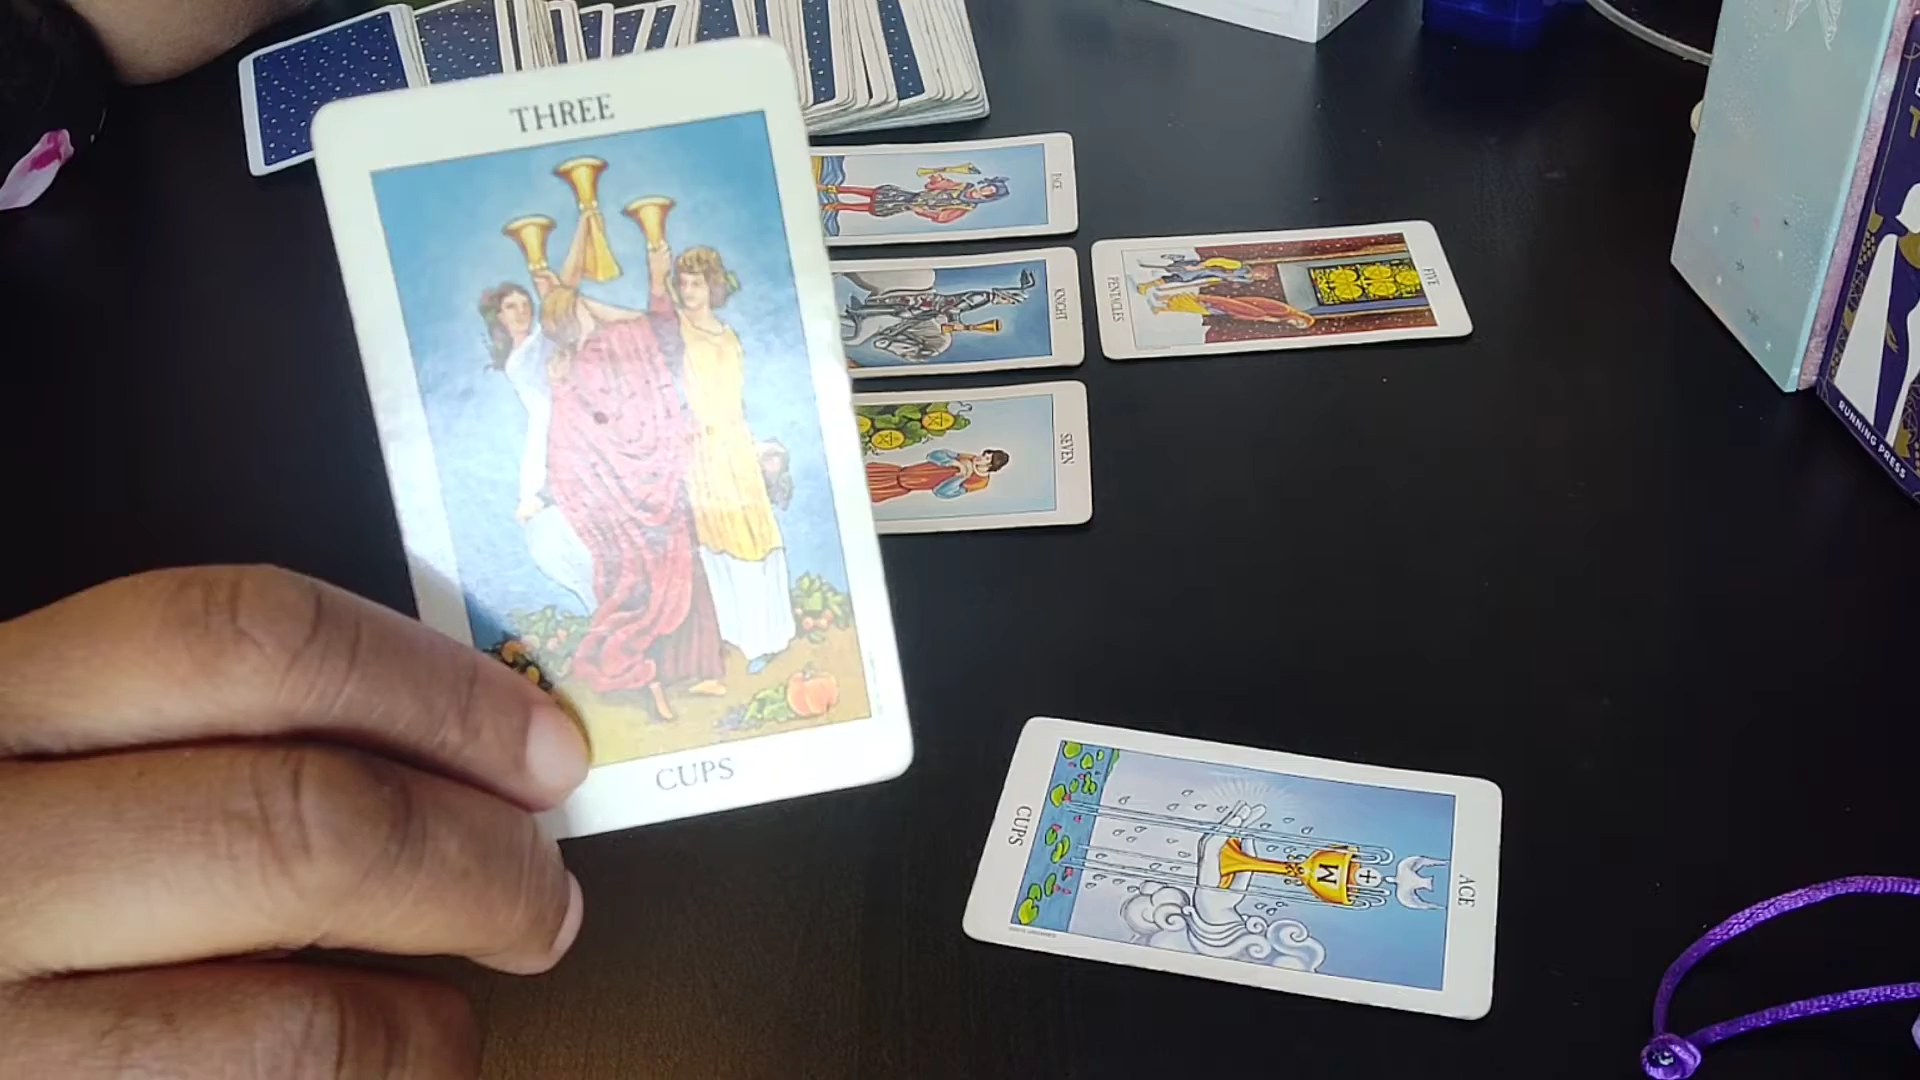 THREE
CUPS
PAGE
KNIGHT
SEVEN
FIVE
PENTACLES
ACE
CUPS
M
RUNNING PRESS